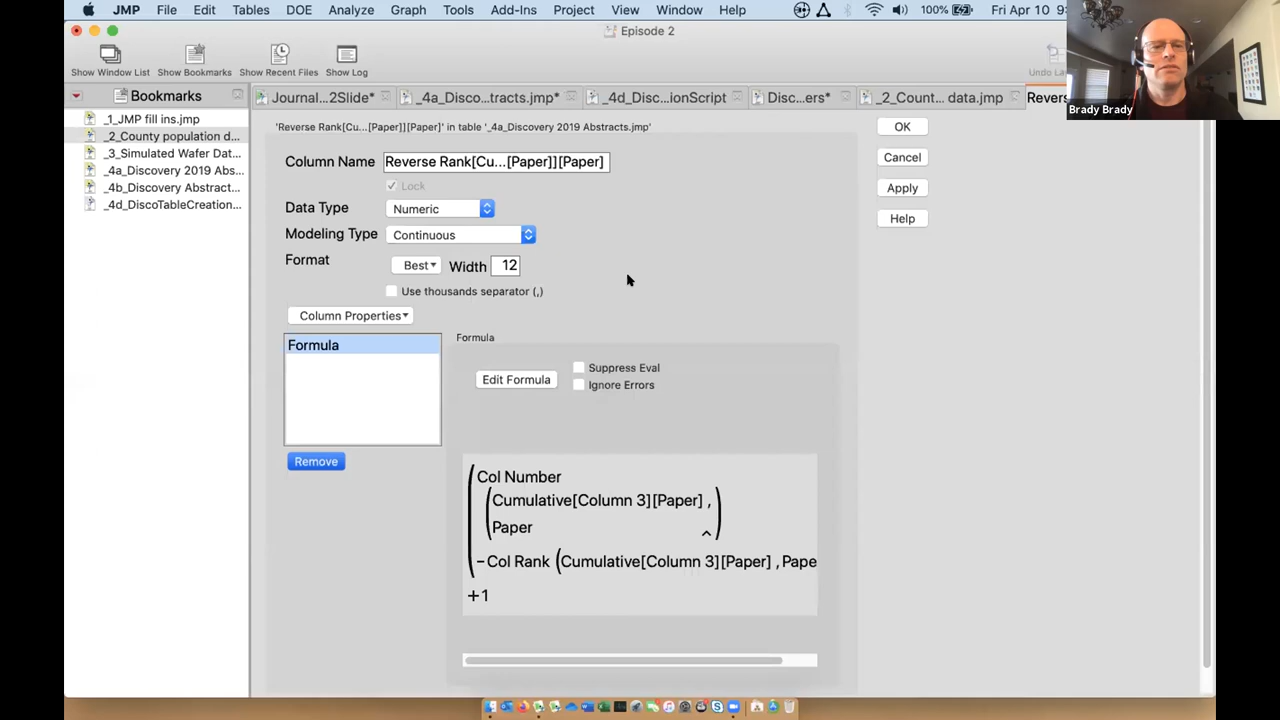 JMP File Edit Tables DOE Analyze Graph Tools Add-Ins Project View Window Help 100% Fri Apr 10
Episode 2
Show Window List Show Bookmarks Show Recent Files Show Log
Brady Brady
Bookmarks
Journal...2Slide* _4a_Disco...tracts.jmp* _4d_Disc...ionScript Disc...ers* _2_Count... data.jmp Revers
_1_JMP fill ins.jmp
_2_County population d...
_3_Simulated Wafer Dat...
_4a_Discovery 2019 Abs...
_4b_Discovery Abstract...
_4d_DiscoTableCreation...
'Reverse Rank[Cu...[Paper]][Paper]' in table '_4a_Discovery 2019 Abstracts.jmp'
Column Name Reverse Rank[Cu...[Paper]][Paper]
Lock
Data Type Numeric
Modeling Type Continuous
Format Best Width 12
Use thousands separator (,)
Column Properties
Formula
Remove
Formula
Edit Formula
Suppress Eval
Ignore Errors
Col Number
(Cumulative[Column 3][Paper] ,
Paper )
-Col Rank (Cumulative[Column 3][Paper] ,Pape
+1
OK
Cancel
Apply
Help